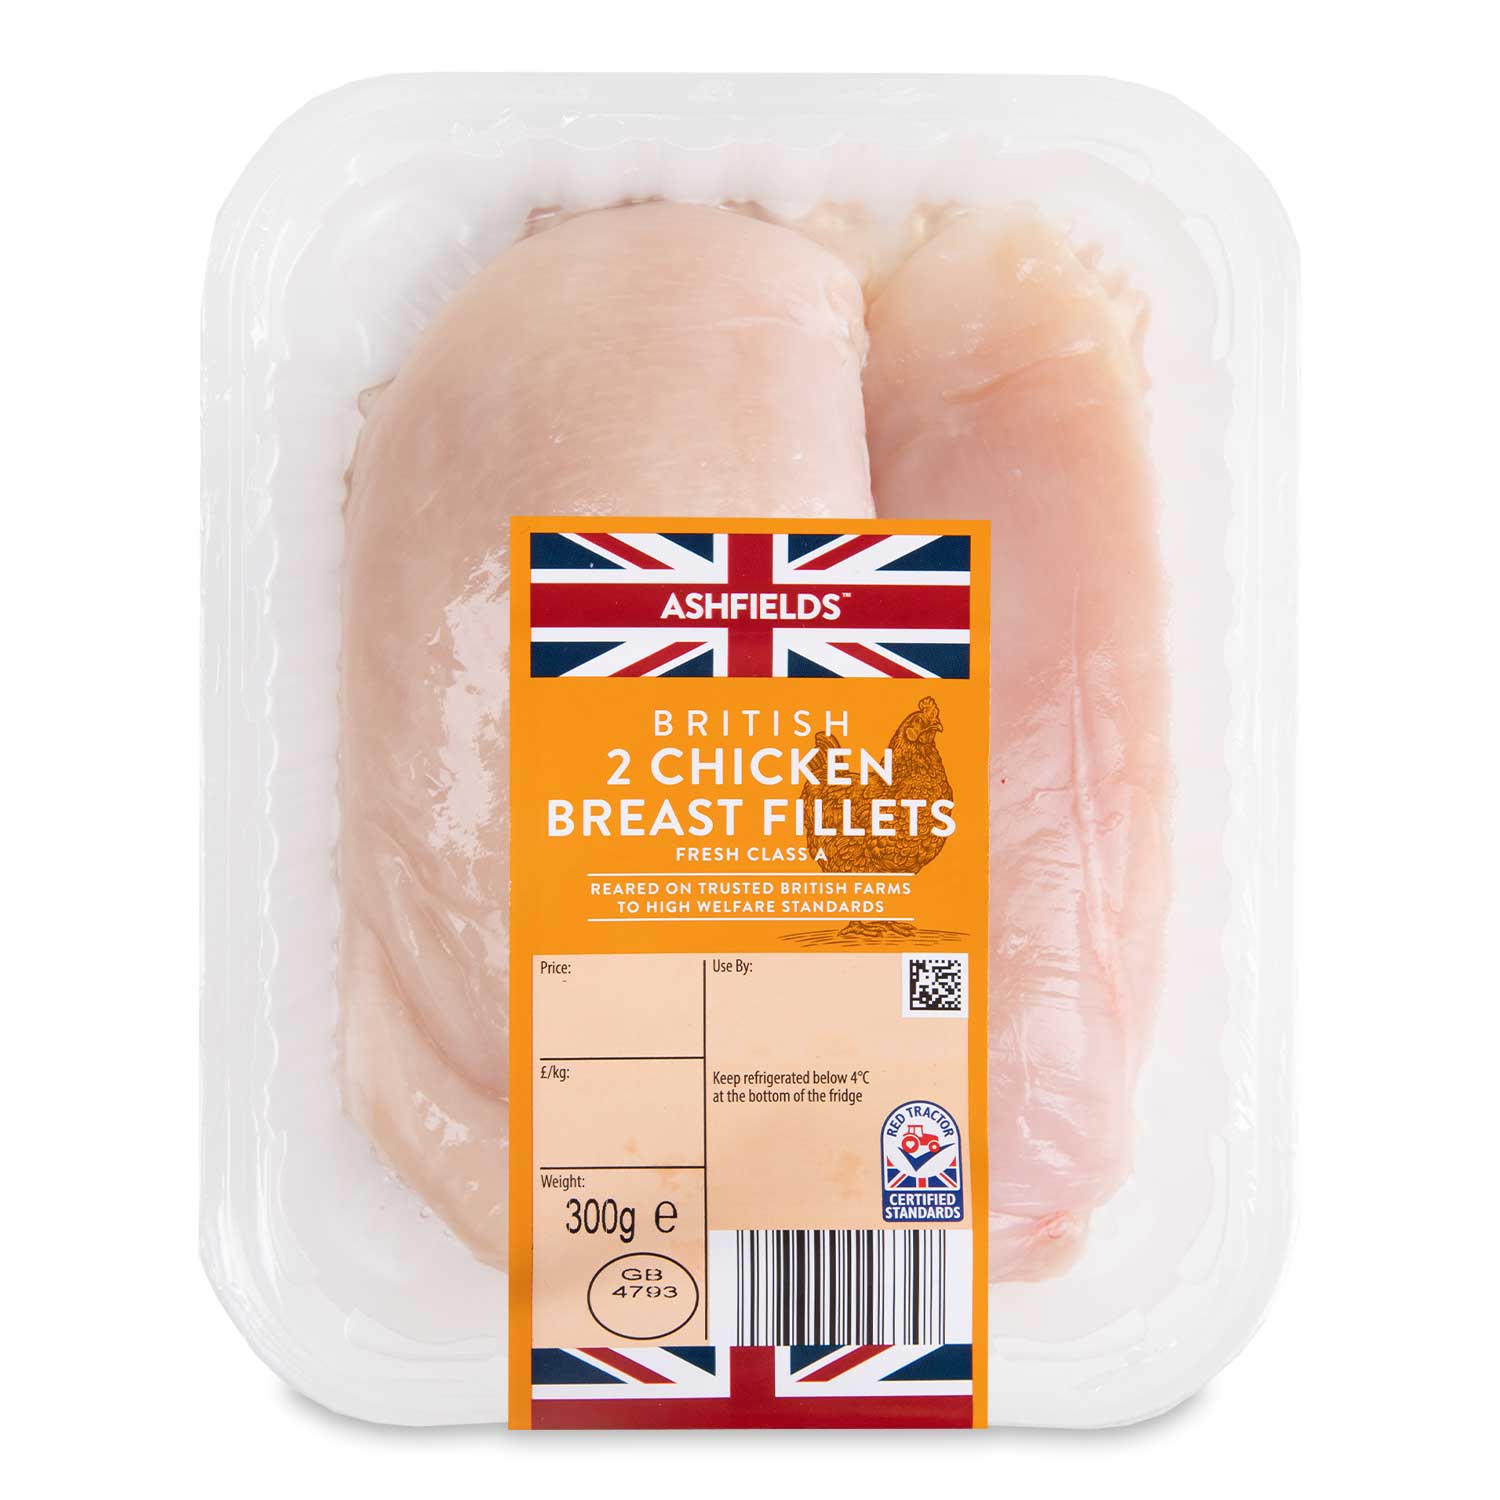 ASHFIELDS™
BRITISH
2 CHICKEN
BREAST FILLETS
FRESH CLASS A
REARED ON TRUSTED BRITISH FARMS
TO HIGH WELFARE STANDARDS
Price:
-
Use By:
£/kg:
Keep refrigerated below 4°C
at the bottom of the fridge
RED TRACTOR
CERTIFIED
STANDARDS
Weight:
300g e
GB
4793